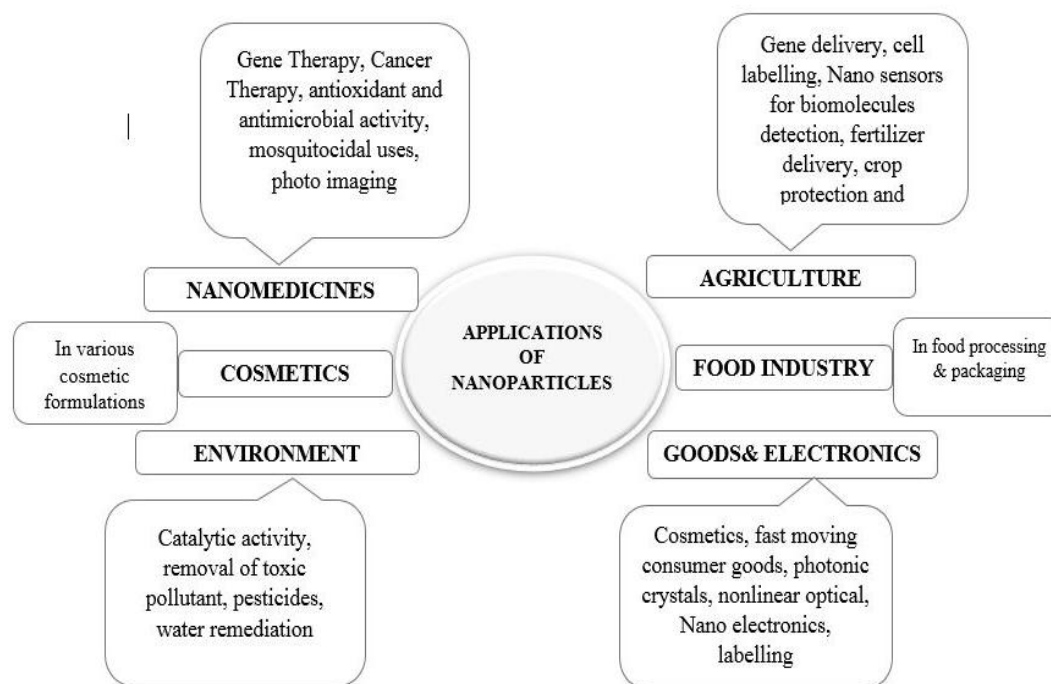 Gene Therapy, Cancer
Therapy, antioxidant and
antimicrobial activity,
mosquitocidal uses,
photo imaging
Gene delivery, cell
labelling, Nano sensors
for biomolecules
detection, fertilizer
delivery, crop
protection and
NANOMEDICINES
AGRICULTURE
APPLICATIONS
OF
NANOPARTICLES
In various
cosmetic
formulations
COSMETICS
FOOD INDUSTRY
In food processing
& packaging
ENVIRONMENT
GOODS& ELECTRONICS
Catalytic activity,
removal of toxic
pollutant, pesticides,
water remediation
Cosmetics, fast moving
consumer goods, photonic
crystals, nonlinear optical,
Nano electronics,
labelling